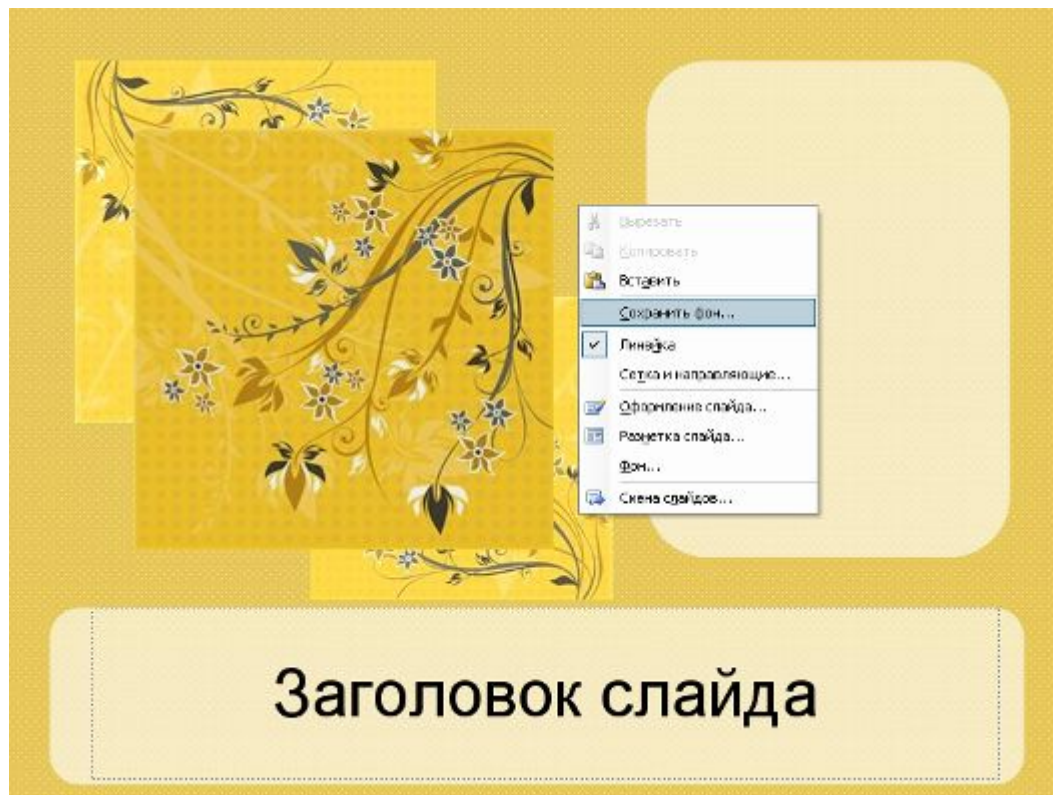 Вырезать
Копировать
Вставить
Сохранить фон...
Линейка
Сетка и направляющие...
Оформление слайда...
Разметка слайда...
Фон...
Смена слайдов...
Заголовок слайда